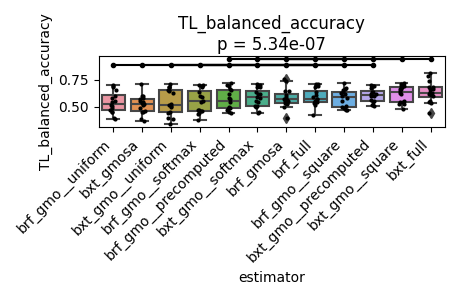 TL_balanced_accuracy
p = 5.34e-07
TL_balanced_accuracy
0.75
0.50
brf_gmo__uniform
bxt_gmosa
bxt_gmo__uniform
brf_gmo__softmax
brf_gmo__precomputed
bxt_gmo__softmax
brf_gmosa
brf_full
brf_gmo__square
bxt_gmo__precomputed
bxt_gmo__square
bxt_full
estimator